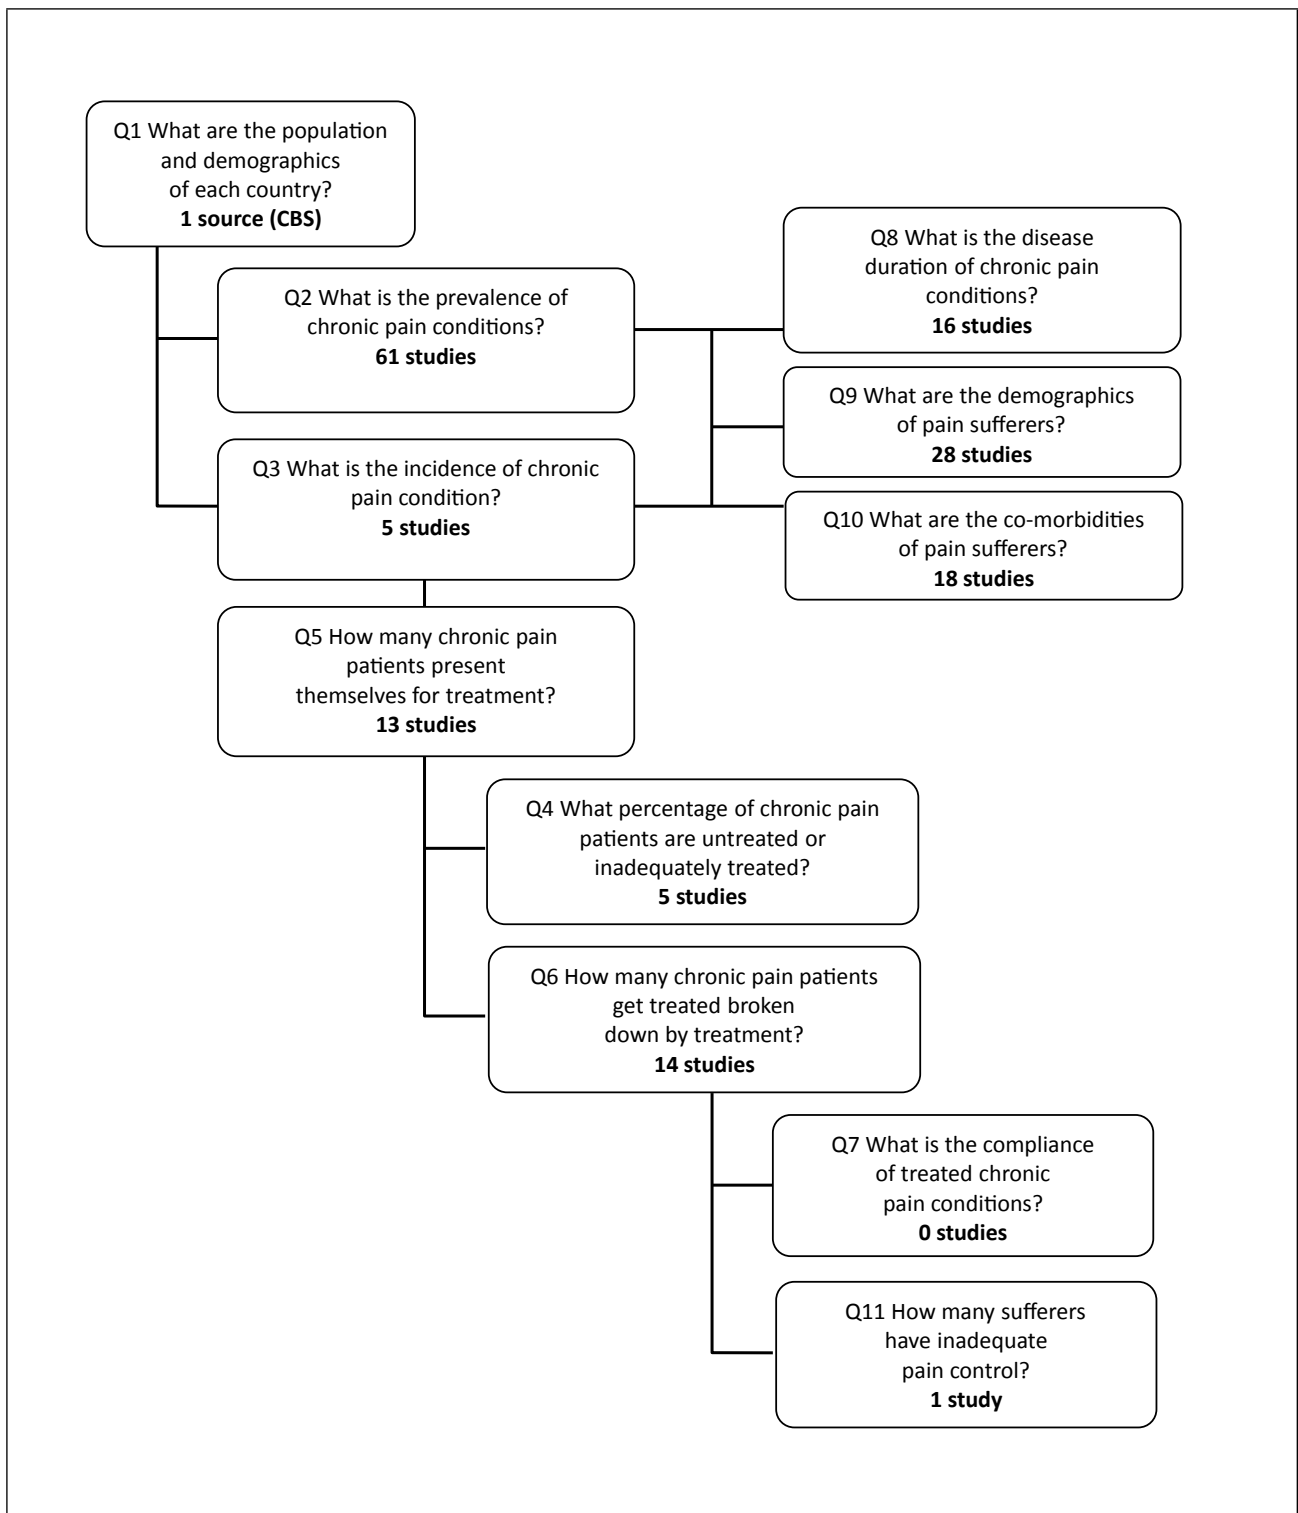 Q1 What are the population
and demographics
of each country?
1 source (CBS)
Q2 What is the prevalence of
chronic pain conditions?
61 studies
Q3 What is the incidence of chronic
pain condition?
5 studies
Q8 What is the disease
duration of chronic pain
conditions?
16 studies
Q9 What are the demographics
of pain sufferers?
28 studies
Q10 What are the co-morbidities
of pain sufferers?
18 studies
Q5 How many chronic pain
patients present
themselves for treatment?
13 studies
Q4 What percentage of chronic pain
patients are untreated or
inadequately treated?
5 studies
Q6 How many chronic pain patients
get treated broken
down by treatment?
14 studies
Q7 What is the compliance
of treated chronic
pain conditions?
0 studies
Q11 How many sufferers
have inadequate
pain control?
1 study